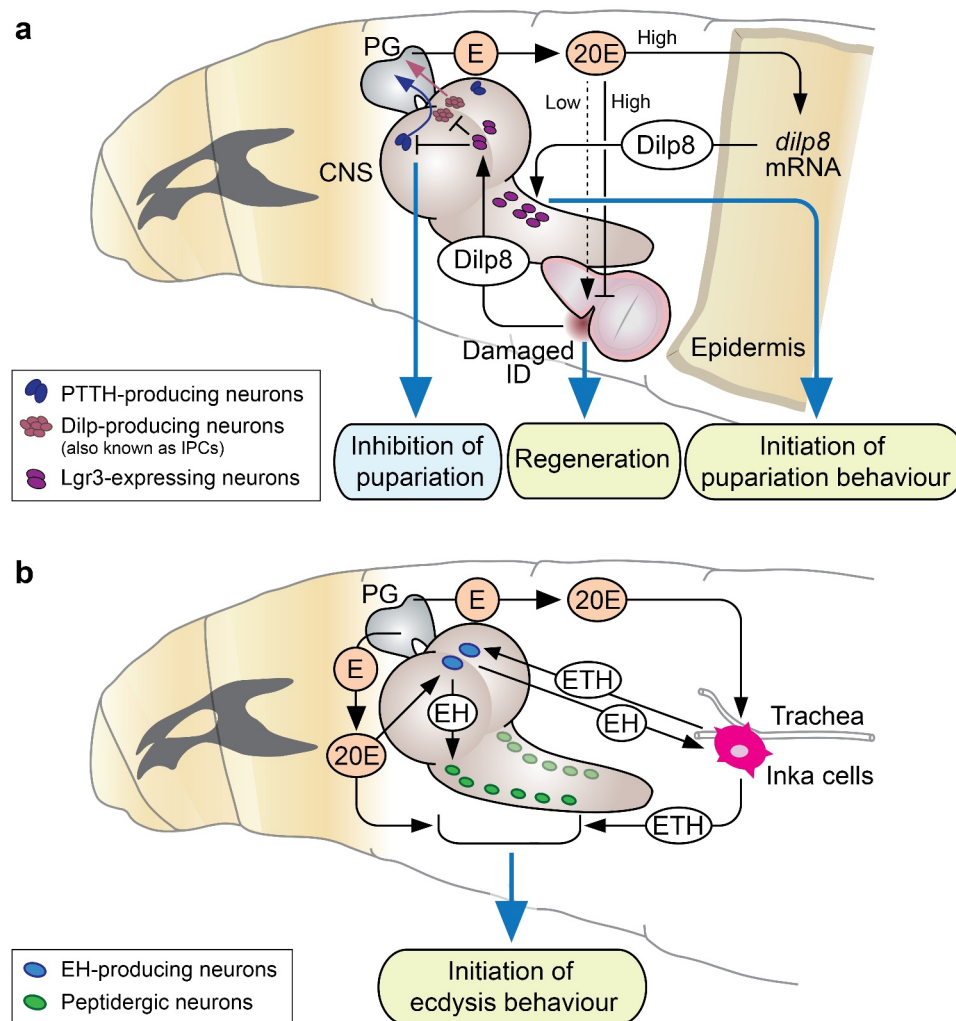 a
PG
E
20E
High
Low
High
Dilp8
dilp8
mRNA
CNS
Dilp8
Damaged
ID
Epidermis
PTTH-producing neurons
Dilp-producing neurons
(also known as IPCs)
Lgr3-expressing neurons
Inhibition of
pupariation
Regeneration
Initiation of
pupariation behaviour
b
PG
E
20E
E
ETH
EH
EH
20E
Trachea
Inka cells
ETH
EH-producing neurons
Peptidergic neurons
Initiation of
ecdysis behaviour